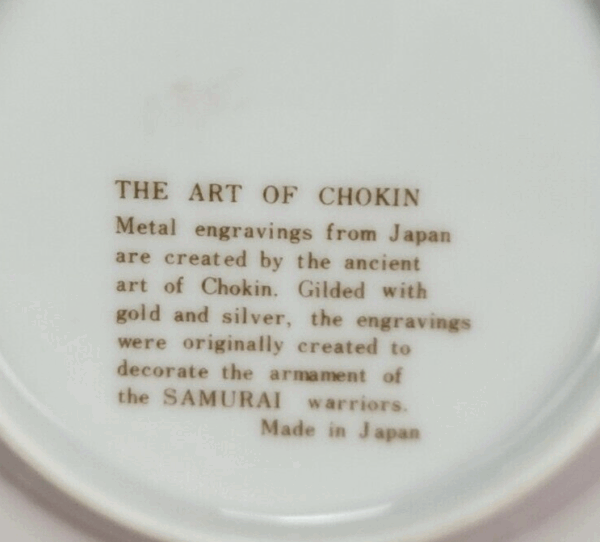 THE ART OF CHOKIN
Metal engravings from Japan
are created by the ancient
art of Chokin. Gilded with
gold and silver, the engravings
were originally created to
decorate the armament of
the SAMURAI warriors.
Made in Japan